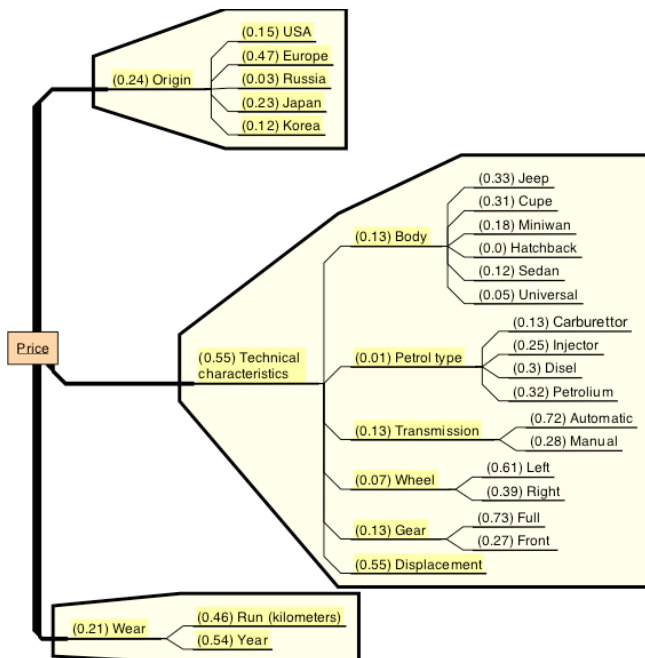 Price
(0.24) Origin
(0.15) USA
(0.47) Europe
(0.03) Russia
(0.23) Japan
(0.12) Korea
(0.55) Technical
characteristics
(0.13) Body
(0.33) Jeep
(0.31) Cupe
(0.18) Miniwan
(0.0) Hatchback
(0.12) Sedan
(0.05) Universal
(0.01) Petrol type
(0.13) Carburettor
(0.25) Injector
(0.3) Disel
(0.32) Petrolium
(0.13) Transmission
(0.72) Automatic
(0.28) Manual
(0.07) Wheel
(0.61) Left
(0.39) Right
(0.13) Gear
(0.73) Full
(0.27) Front
(0.55) Displacement
(0.21) Wear
(0.46) Run (kilometers)
(0.54) Year